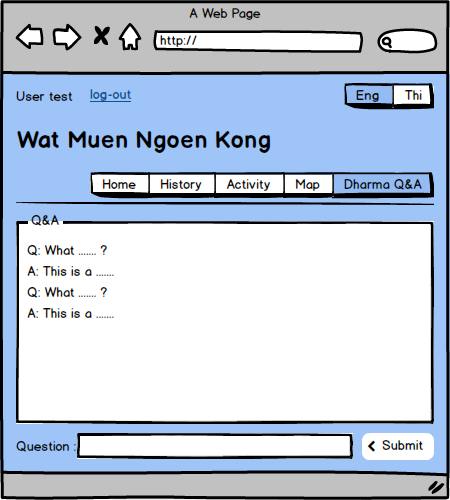 A Web Page
http://
User test log-out Eng Thi
Wat Muen Ngoen Kong
Home History Activity Map Dharma Q&A
Q&A
Q: What ....... ?
A: This is a .......
Q: What ....... ?
A: This is a .......
Question : Submit